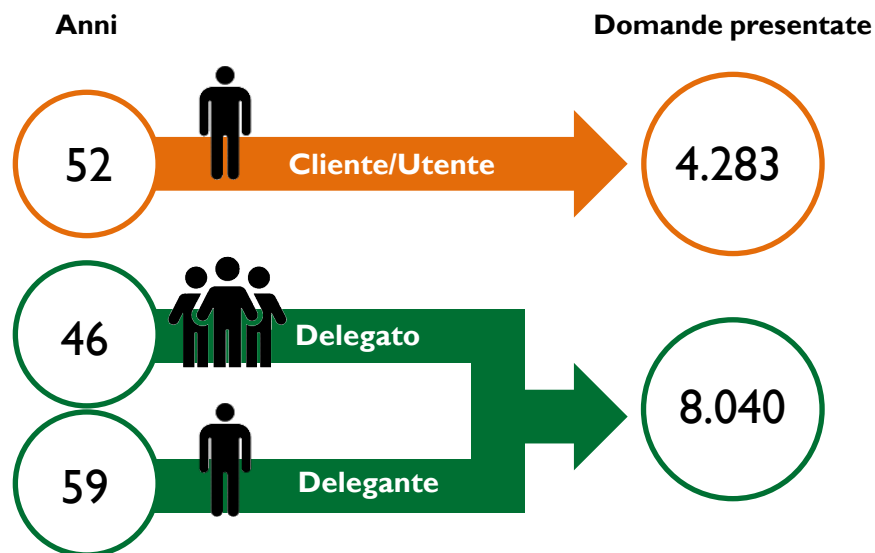 Anni
Domande presentate
52
Cliente/Utente
4.283
46
Delegato
8.040
59
Delegante